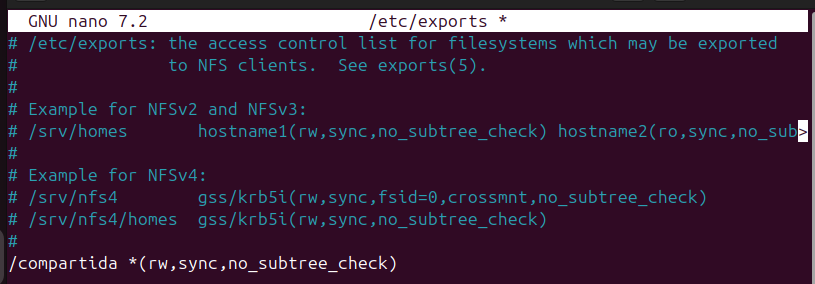 GNU nano 7.2 /etc/exports *
# /etc/exports: the access control list for filesystems which may be exported
# to NFS clients. See exports(5).
#
# Example for NFSv2 and NFSv3:
# /srv/homes hostname1(rw,sync,no_subtree_check) hostname2(ro,sync,no_sub>
#
# Example for NFSv4:
# /srv/nfs4 gss/krb5i(rw,sync,fsid=0,crossmnt,no_subtree_check)
# /srv/nfs4/homes gss/krb5i(rw,sync,no_subtree_check)
#
/compartida *(rw,sync,no_subtree_check)